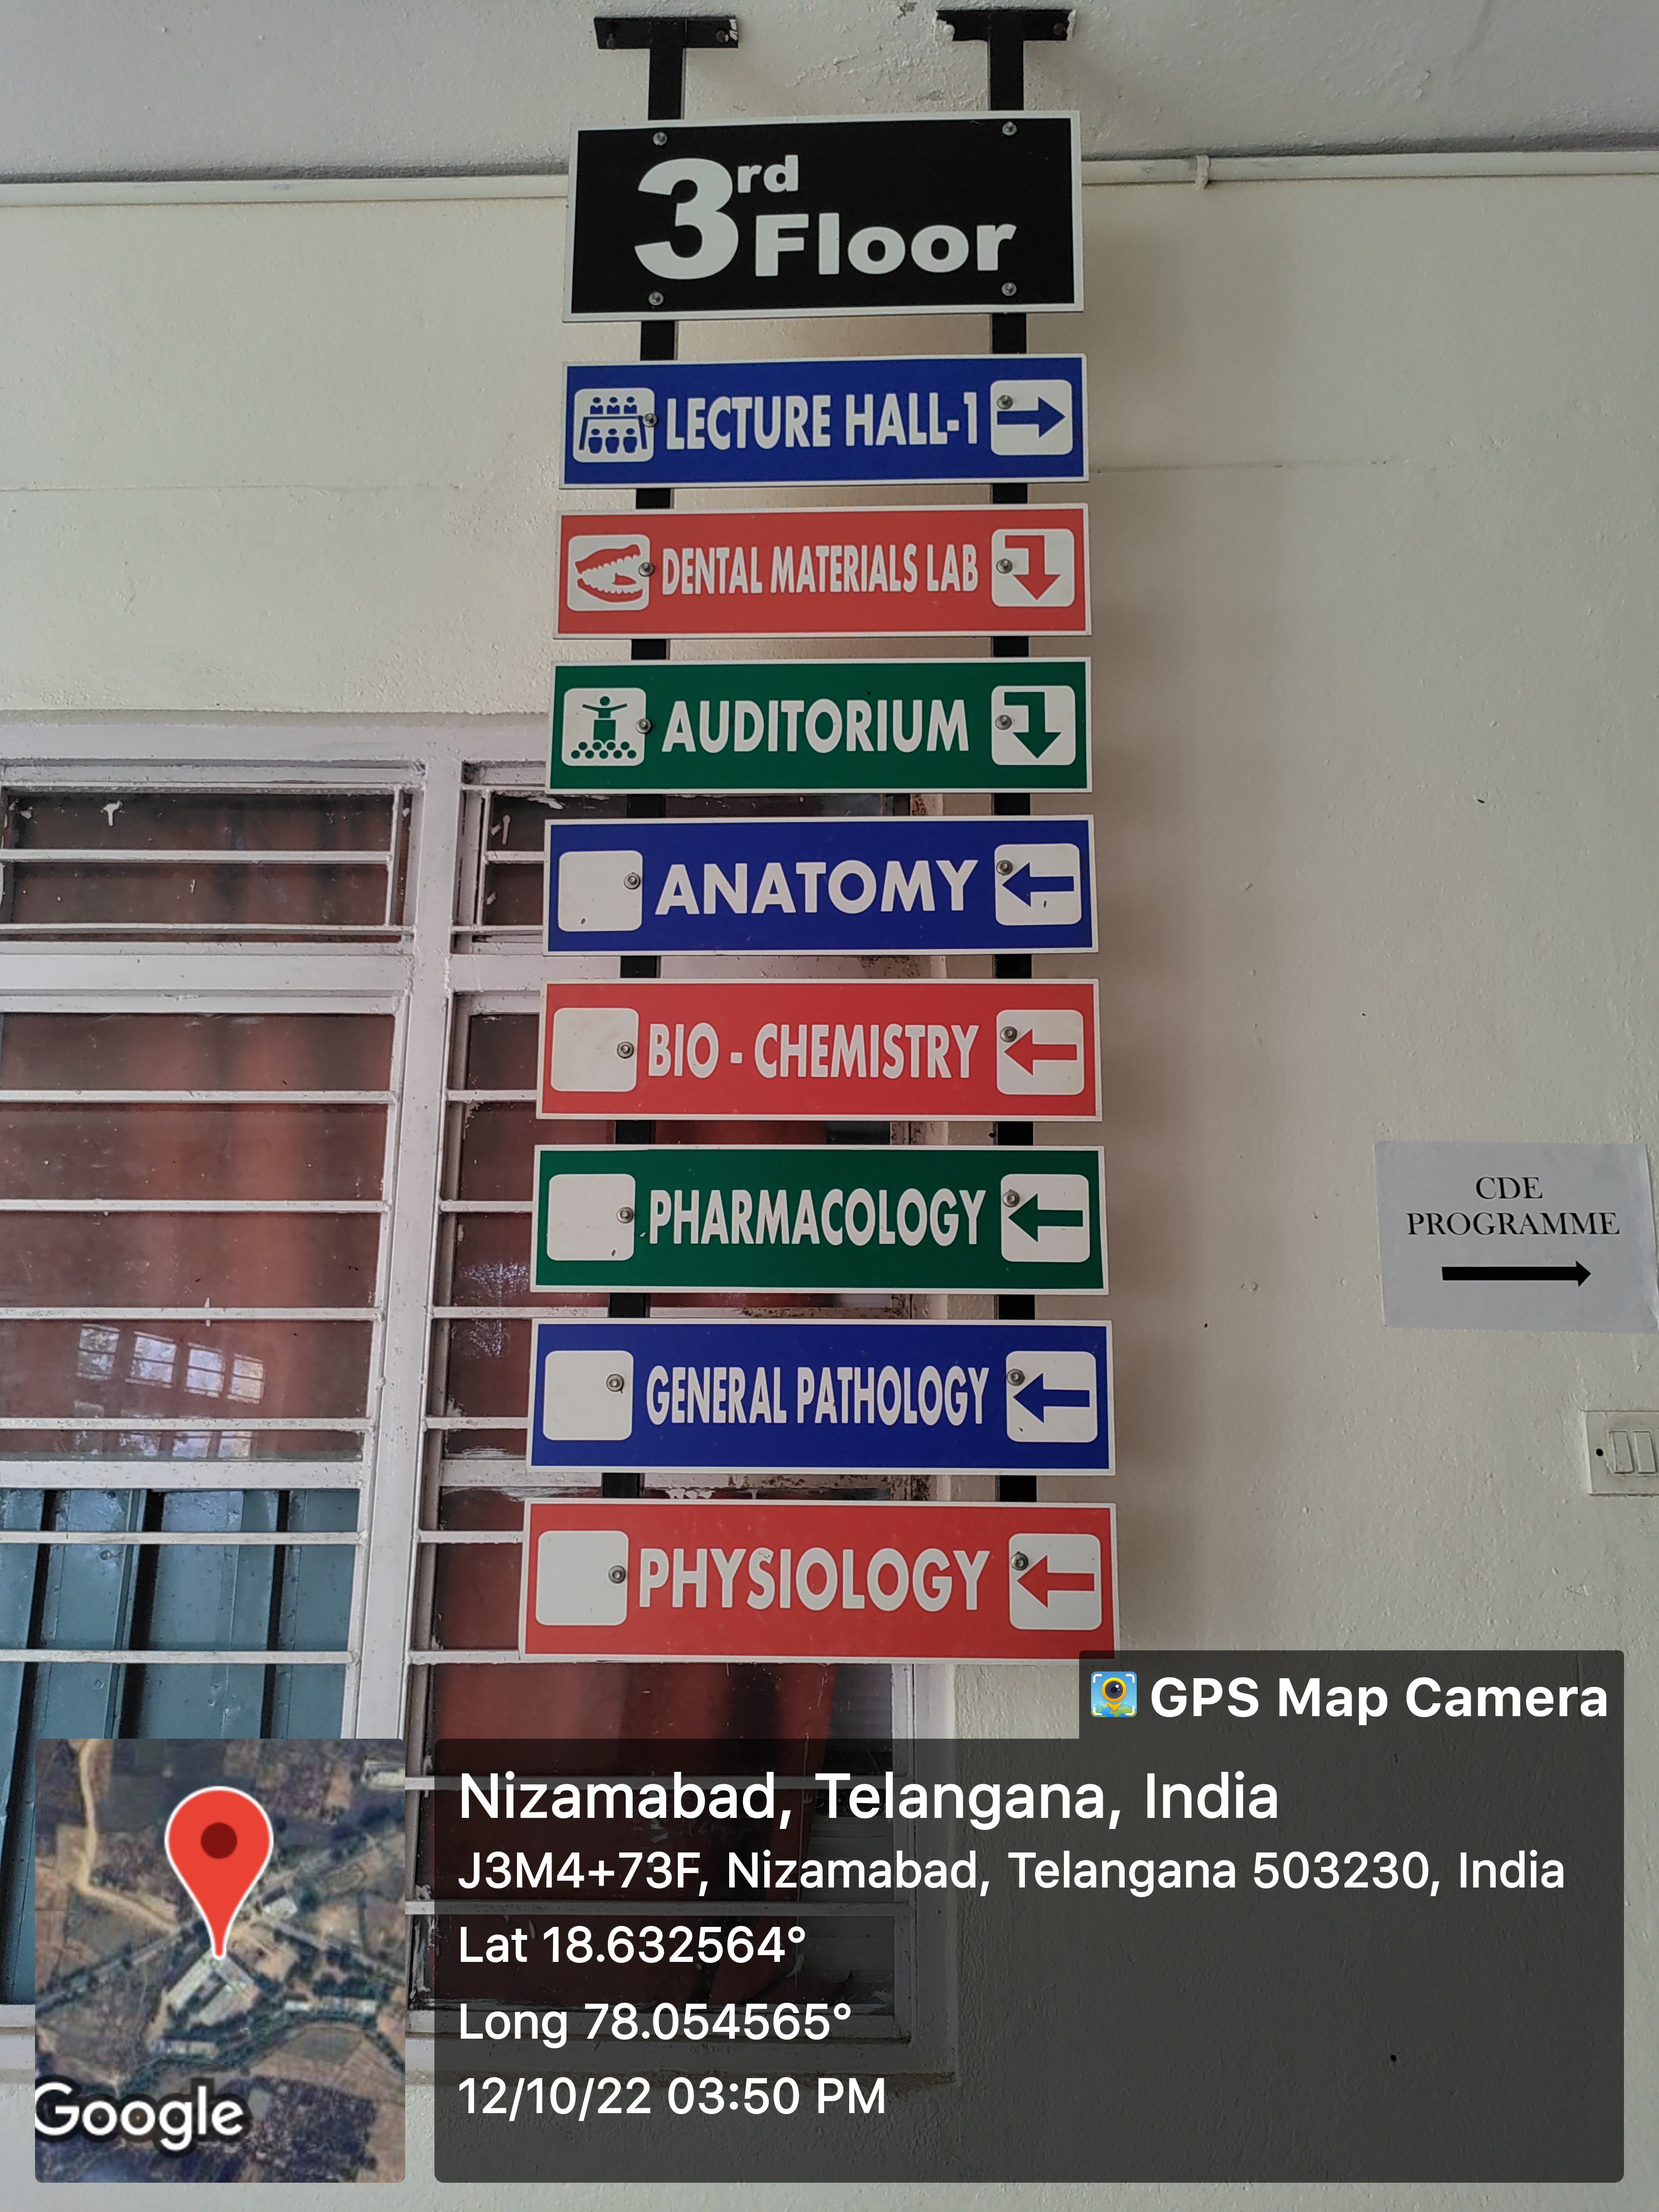 3rd Floor
LECTURE HALL-1
DENTAL MATERIALS LAB
AUDITORIUM
ANATOMY
BIO - CHEMISTRY
PHARMACOLOGY
GENERAL PATHOLOGY
PHYSIOLOGY
CDE
PROGRAMME
GPS Map Camera
Nizamabad, Telangana, India
J3M4+73F, Nizamabad, Telangana 503230, India
Lat 18.632564°
Long 78.054565°
12/10/22 03:50 PM
Google